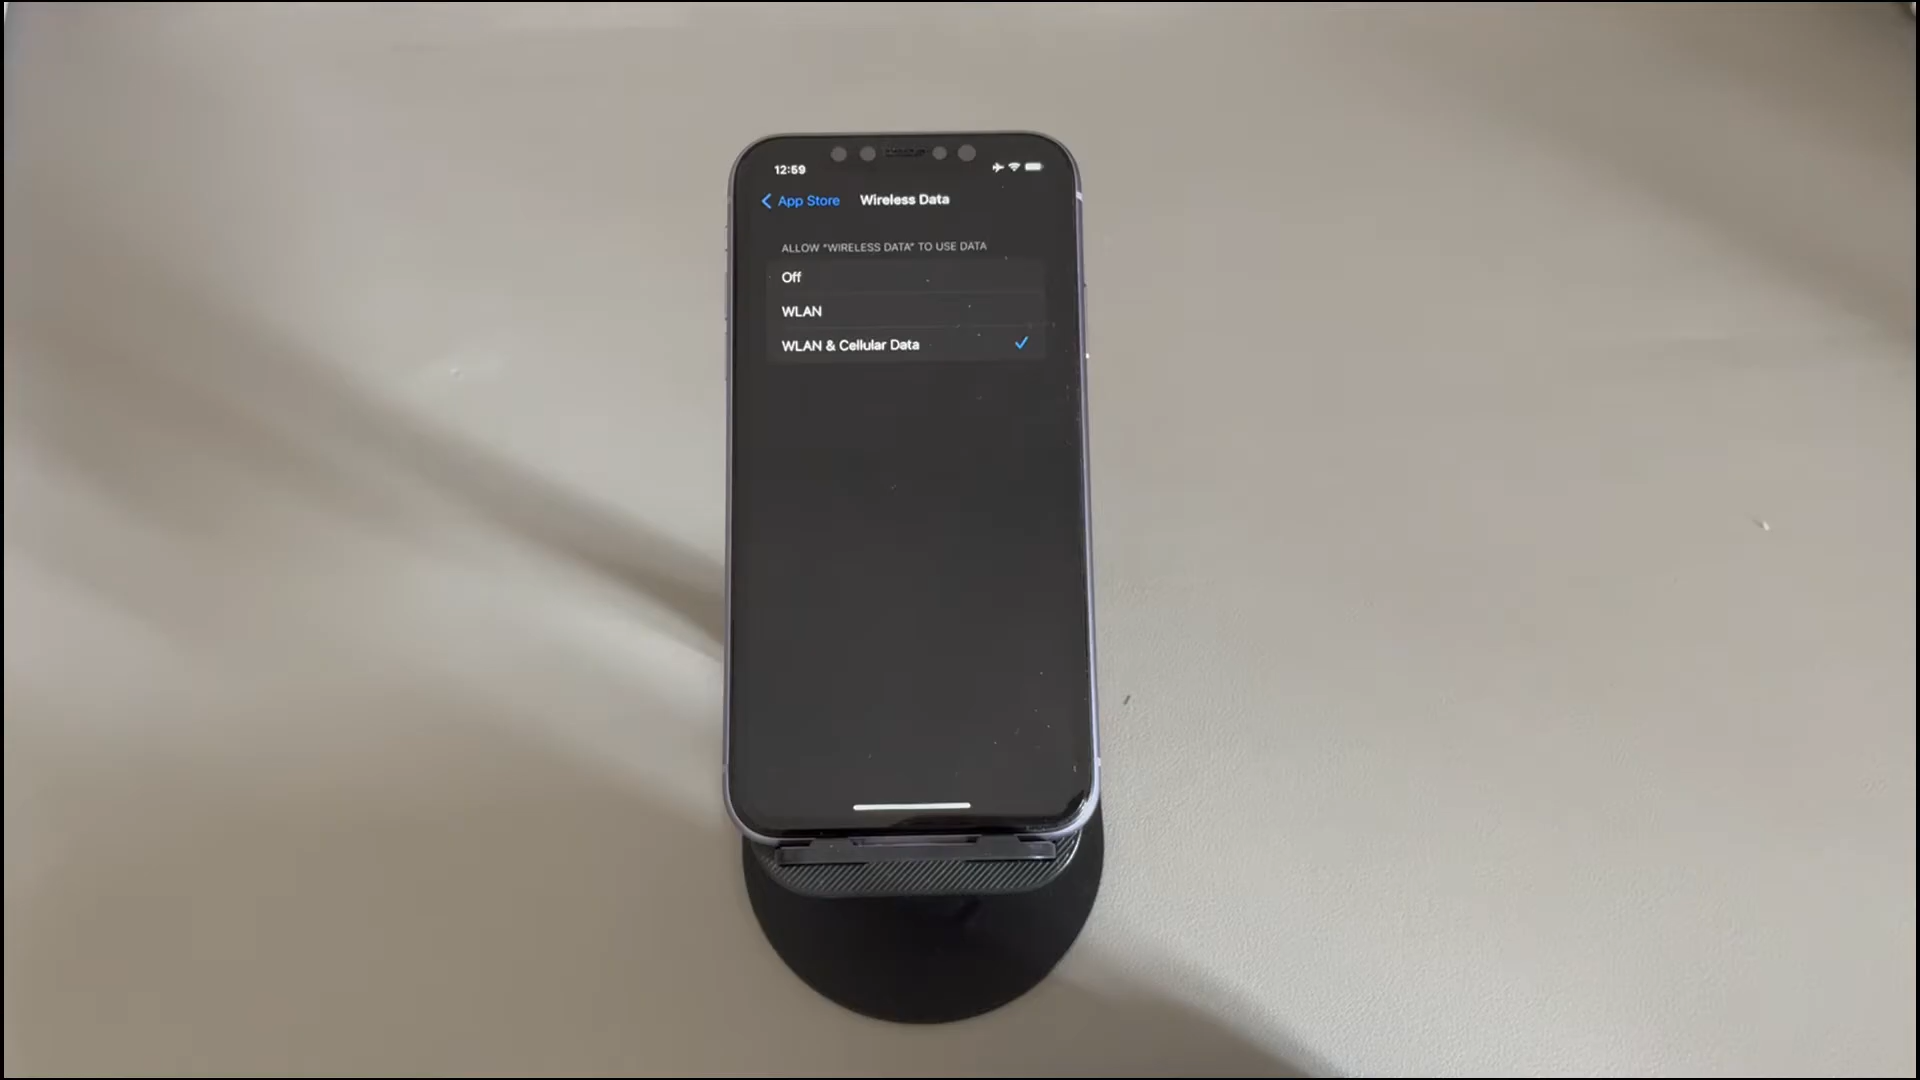 12:59
App Store
Wireless Data
ALLOW "WIRELESS DATA" TO USE DATA
Off
WLAN
WLAN & Cellular Data